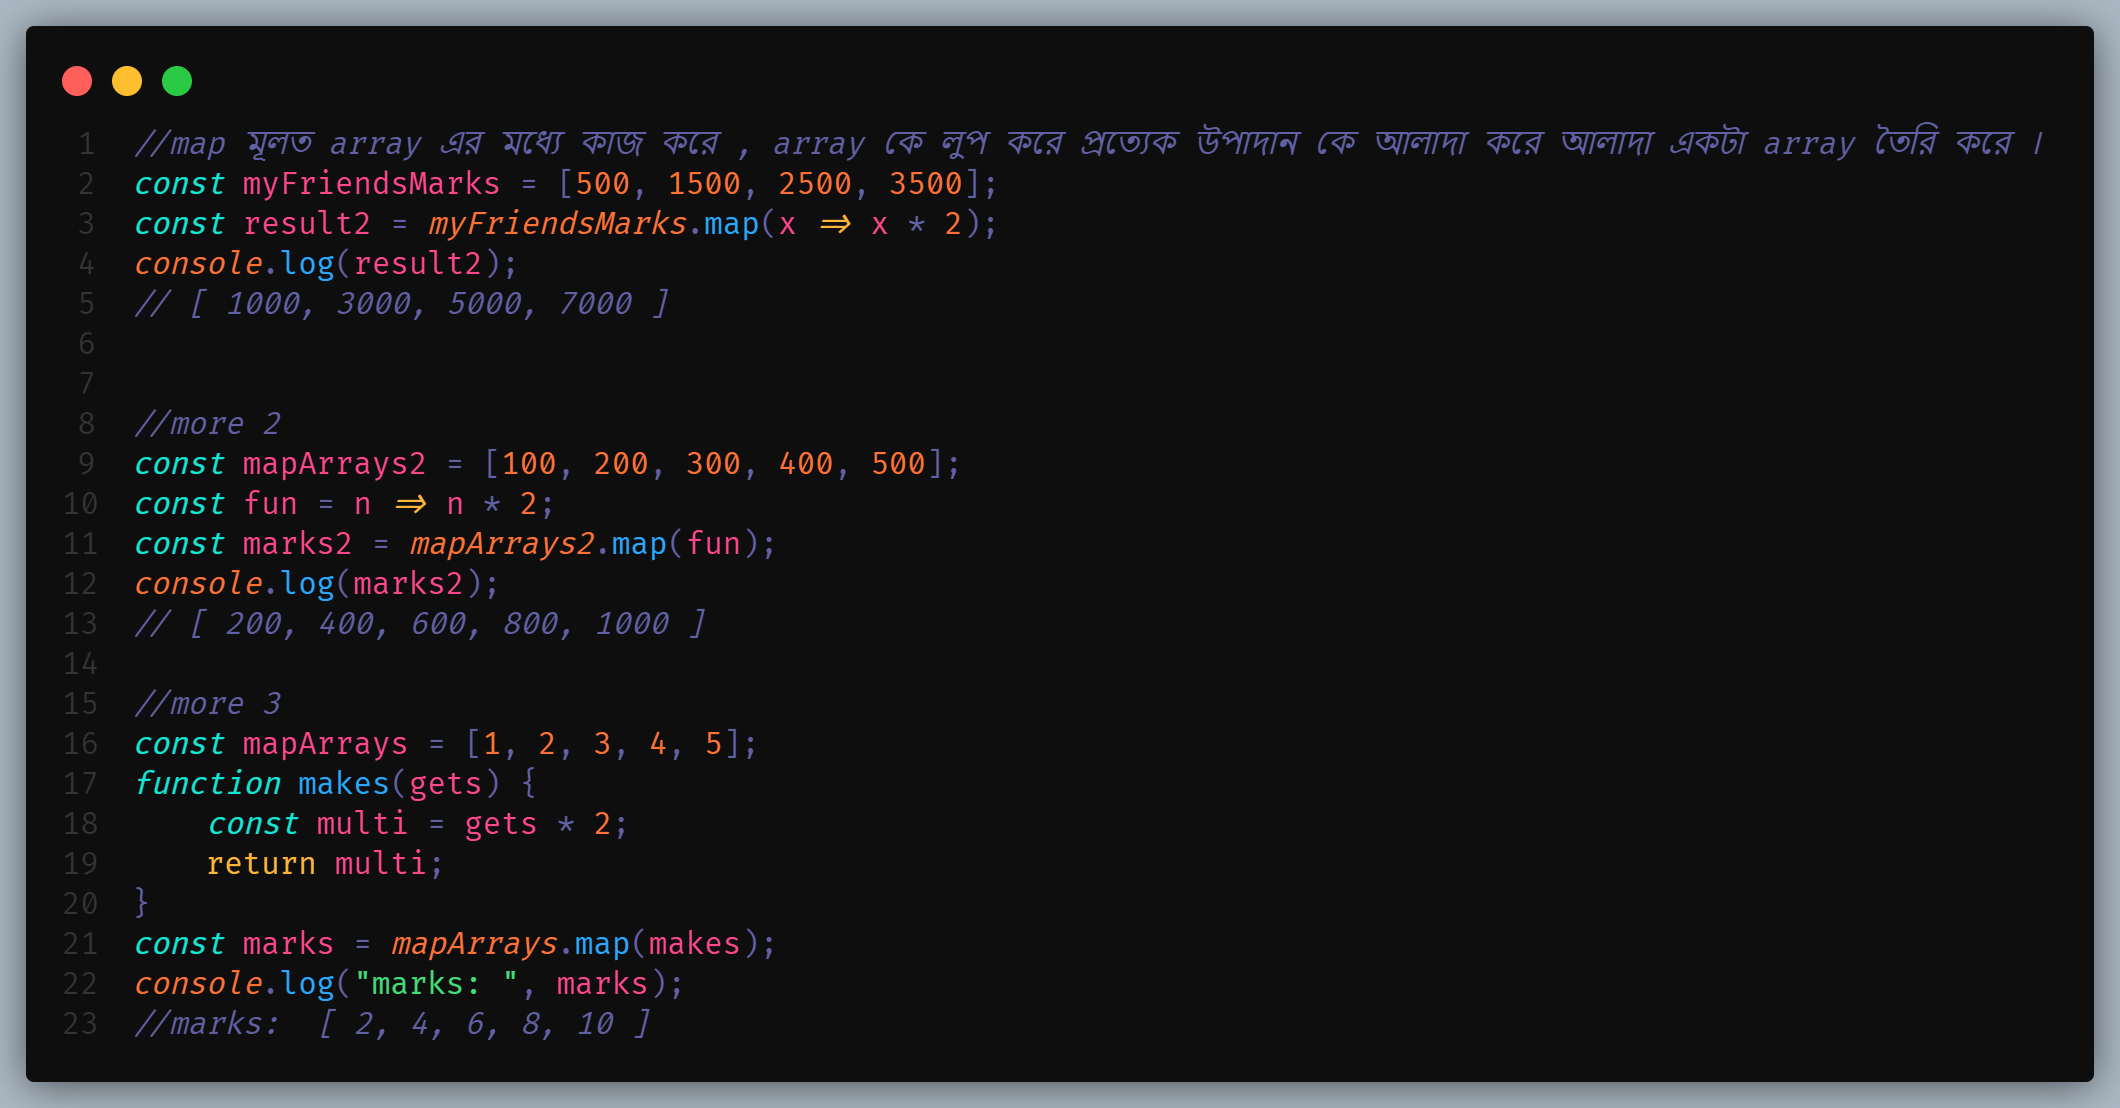 1 //map মূলত array এর মধ্যে কাজ করে , array কে লুপ করে প্রত্যেক উপাদান কে আলাদা করে আলাদা একটা array তৈরি করে ।
2 const myFriendsMarks = [500, 1500, 2500, 3500];
3 const result2 = myFriendsMarks.map(x => x * 2);
4 console.log(result2);
5 // [ 1000, 3000, 5000, 7000 ]
6
7
8 //more 2
9 const mapArrays2 = [100, 200, 300, 400, 500];
10 const fun = n => n * 2;
11 const marks2 = mapArrays2.map(fun);
12 console.log(marks2);
13 // [ 200, 400, 600, 800, 1000 ]
14
15 //more 3
16 const mapArrays = [1, 2, 3, 4, 5];
17 function makes(gets) {
18     const multi = gets * 2;
19     return multi;
20 }
21 const marks = mapArrays.map(makes);
22 console.log("marks: ", marks);
23 //marks:  [ 2, 4, 6, 8, 10 ]